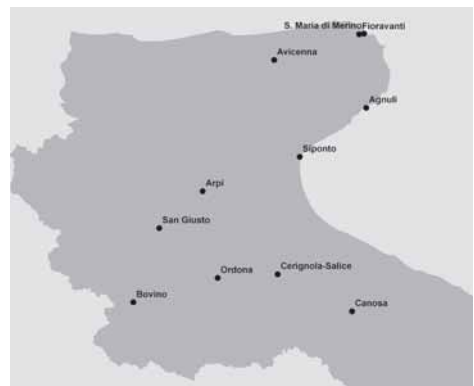 S. Maria di Merino Fioravanti
Avicenna
Agnuli
Siponto
Arpi
San Giusto
Ordona
Cerignola-Salice
Bovino
Canosa